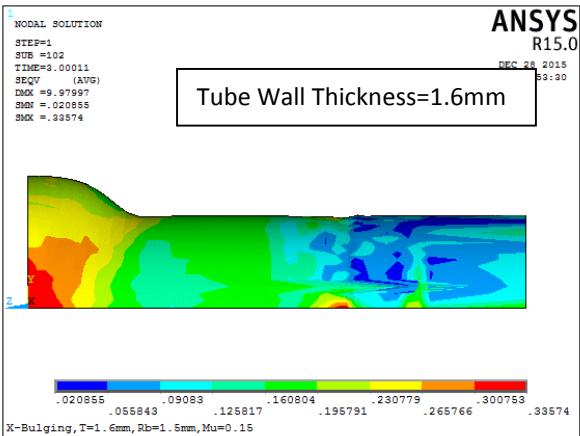 1
NODAL SOLUTION
STEP=1
SUB =102
TIME=3.00011
SEQV (AVG)
DMX =9.97997
SMN =.020855
SMX =.33574
ANSYS
R15.0
DEC 28 2015
53:30
Tube Wall Thickness=1.6mm
Y
Z X
.020855 .09083 .160804 .230779 .300753
.055843 .125817 .195791 .265766 .33574
X-Bulging,T=1.6mm,Rb=1.5mm,Mu=0.15